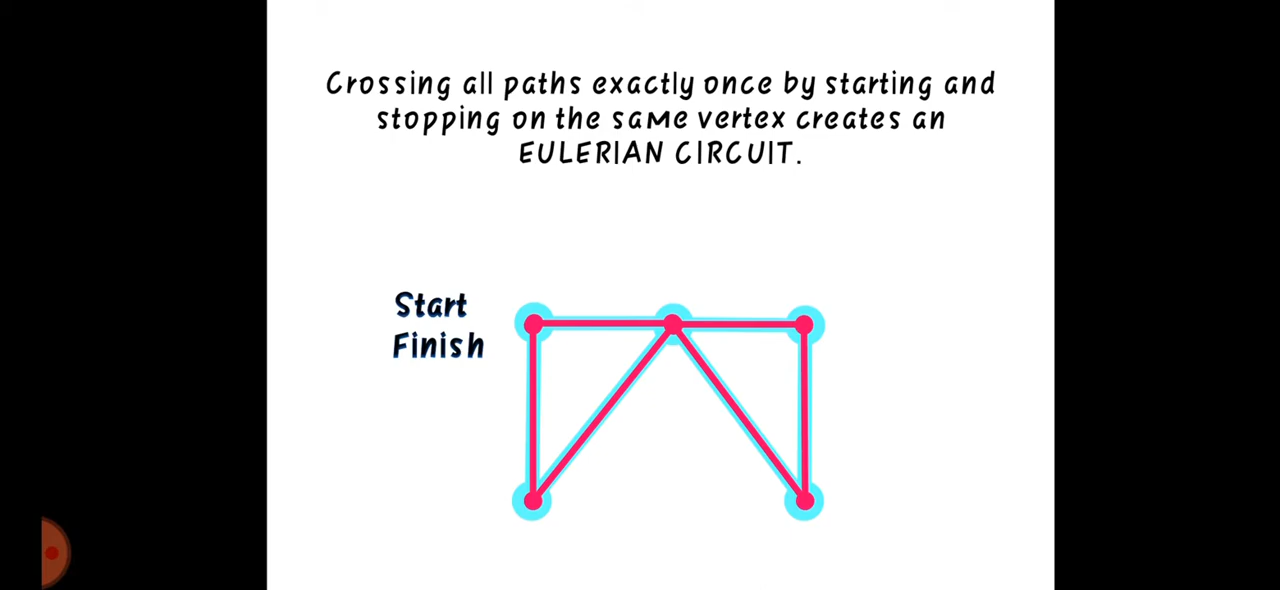 Crossing all paths exactly once by starting and
stopping on the same vertex creates an
EULERIAN CIRCUIT.
Start
Finish